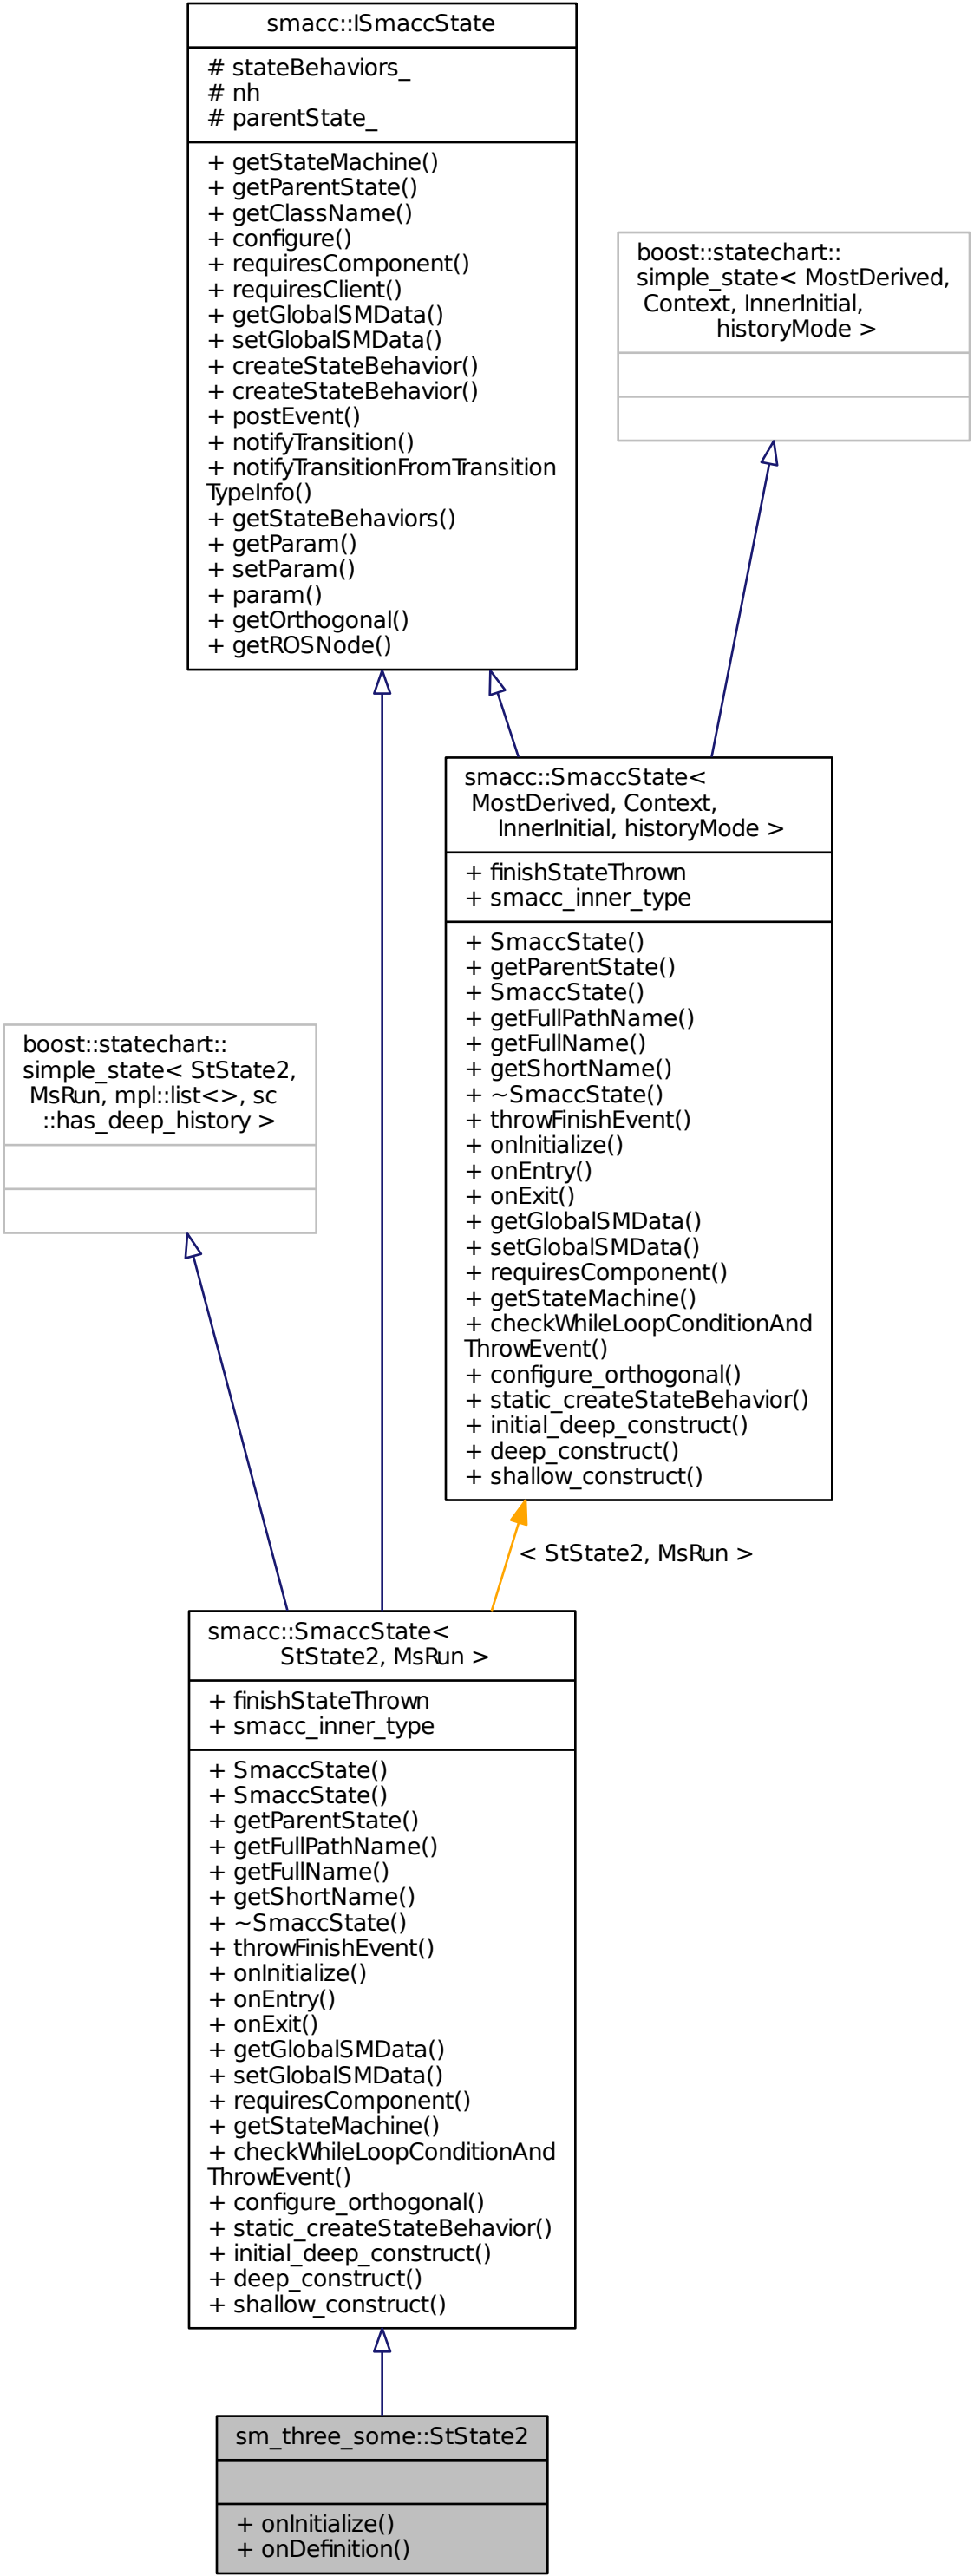 smacc::ISmaccState
# stateBehaviors_
# nh
# parentState_
+ getStateMachine()
+ getParentState()
+ getClassName()
+ configure()
+ requiresComponent()
+ requiresClient()
+ getGlobalSMData()
+ setGlobalSMData()
+ createStateBehavior()
+ createStateBehavior()
+ postEvent()
+ notifyTransition()
+ notifyTransitionFromTransition
TypeInfo()
+ getStateBehaviors()
+ getParam()
+ setParam()
+ param()
+ getOrthogonal()
+ getROSNode()
boost::statechart::
simple_state< MostDerived,
Context, InnerInitial,
historyMode >
smacc::SmaccState<
MostDerived, Context,
InnerInitial, historyMode >
+ finishStateThrown
+ smacc_inner_type
+ SmaccState()
+ getParentState()
+ SmaccState()
+ getFullPathName()
+ getFullName()
+ getShortName()
+ ~SmaccState()
+ throwFinishEvent()
+ onInitialize()
+ onEntry()
+ onExit()
+ getGlobalSMData()
+ setGlobalSMData()
+ requiresComponent()
+ getStateMachine()
+ checkWhileLoopConditionAnd
ThrowEvent()
+ configure_orthogonal()
+ static_createStateBehavior()
+ initial_deep_construct()
+ deep_construct()
+ shallow_construct()
boost::statechart::
simple_state< StState2,
MsRun, mpl::list<>, sc
::has_deep_history >
< StState2, MsRun >
smacc::SmaccState<
StState2, MsRun >
+ finishStateThrown
+ smacc_inner_type
+ SmaccState()
+ SmaccState()
+ getParentState()
+ getFullPathName()
+ getFullName()
+ getShortName()
+ ~SmaccState()
+ throwFinishEvent()
+ onInitialize()
+ onEntry()
+ onExit()
+ getGlobalSMData()
+ setGlobalSMData()
+ requiresComponent()
+ getStateMachine()
+ checkWhileLoopConditionAnd
ThrowEvent()
+ configure_orthogonal()
+ static_createStateBehavior()
+ initial_deep_construct()
+ deep_construct()
+ shallow_construct()
sm_three_some::StState2
+ onInitialize()
+ onDefinition()